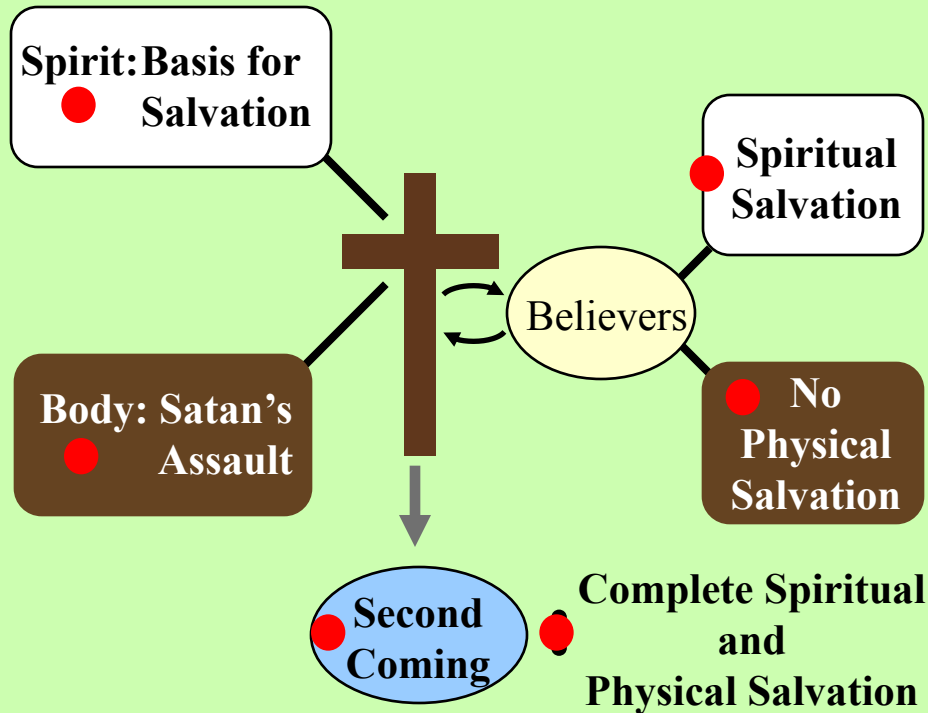 Spirit: Basis for
Salvation
Spiritual
Salvation
Believers
Body: Satan’s
Assault
No
Physical
Salvation
Second
Coming
Complete Spiritual
and
Physical Salvation